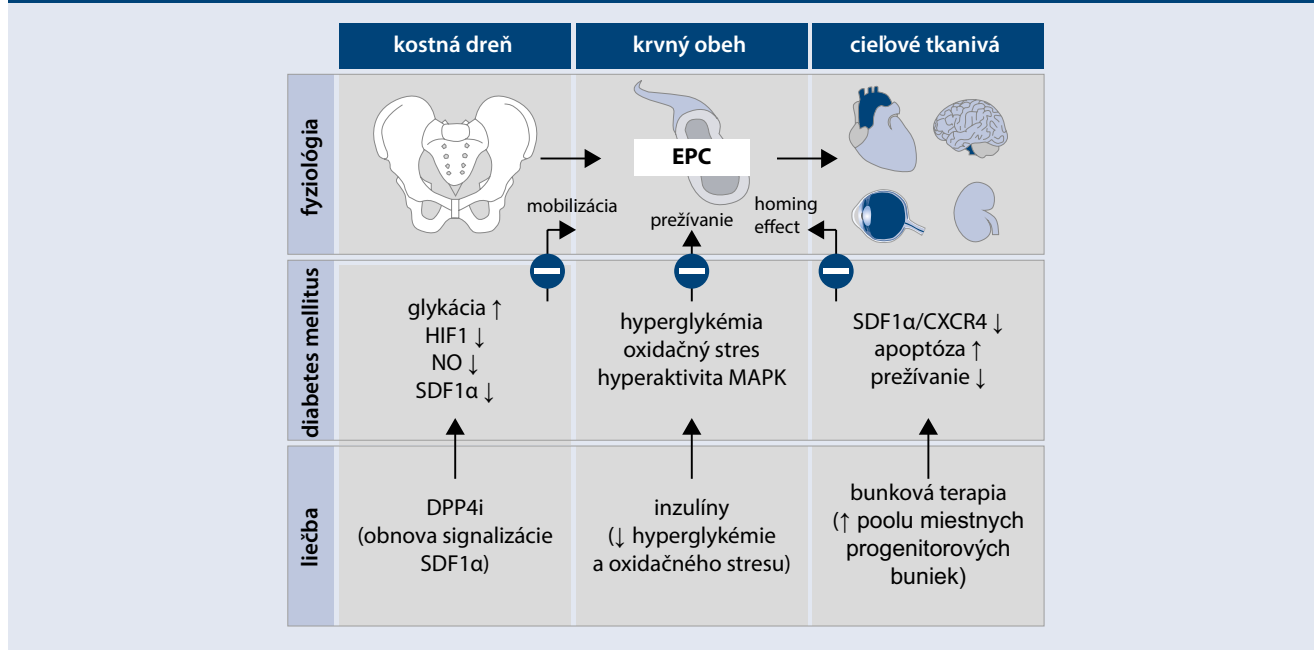 kostná dreň
krvný obeh
cieľové tkanivá
fyziológia
EPC
mobilizácia
prežívanie
homing
effect
diabetes mellitus
glykácia ↑
HIF1 ↓
NO ↓
SDF1α ↓
hyperglykémia
oxidačný stres
hyperaktivita MAPK
SDF1α/CXCR4 ↓
apoptóza ↑
prežívanie ↓
liečba
DPP4i
(obnova signalizácie
SDF1α)
inzulíny
(↓ hyperglykémie
a oxidačného stresu)
bunková terapia
(↑ poolu miestnych
progenitorových
buniek)